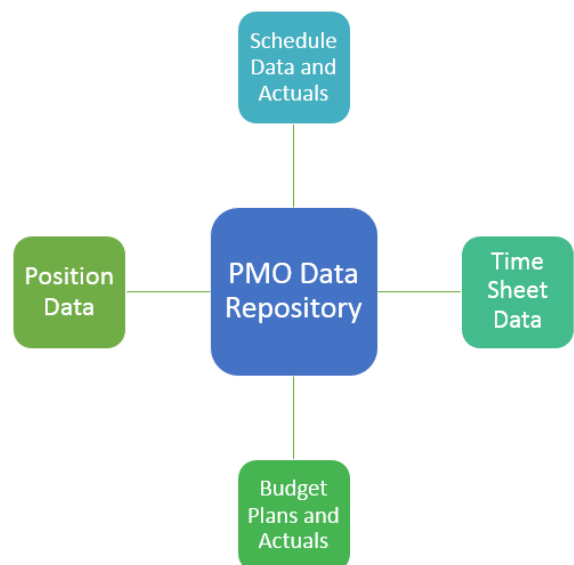 Schedule
Data and
Actuals
Position
Data
PMO Data
Repository
Time
Sheet
Data
Budget
Plans and
Actuals